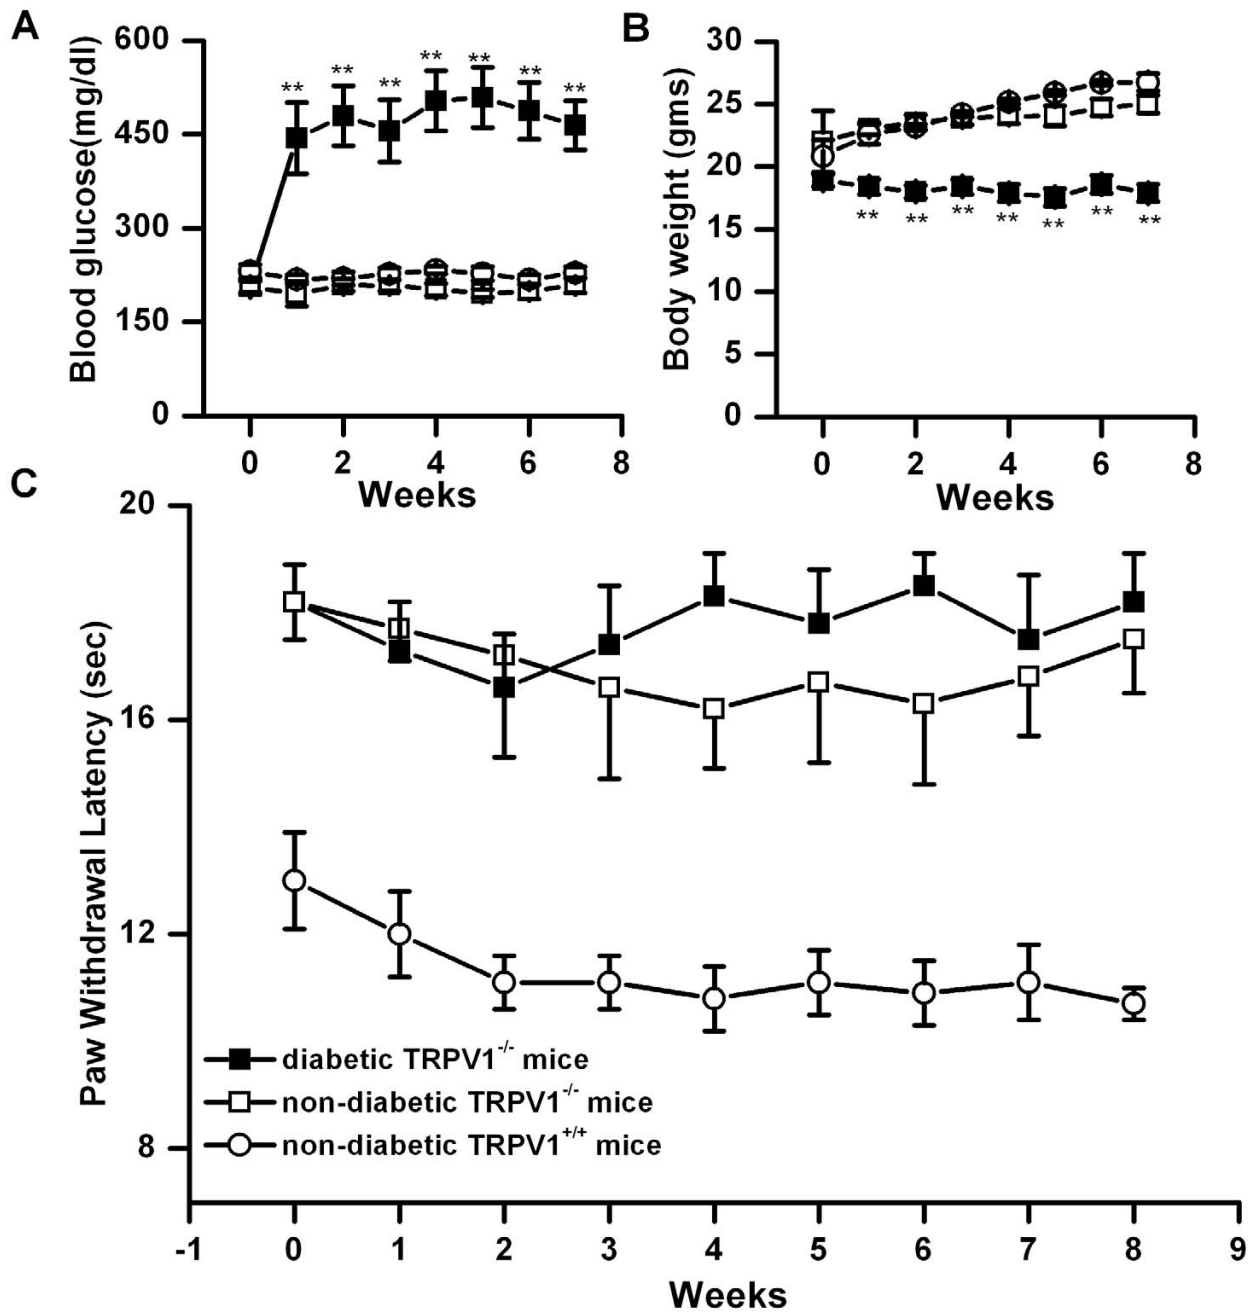 A
Blood glucose(mg/dl)
600
450
300
150
0
** ** ** ** ** ** **
0 2 4 6 8
Weeks
B
Body weight (gms)
30
25
20
15
10
5
0
** ** ** ** ** ** **
0 2 4 6 8
Weeks
C
Paw Withdrawal Latency (sec)
20
16
12
8
diabetic TRPV1-/- mice
non-diabetic TRPV1-/- mice
non-diabetic TRPV1+/+ mice
-1 0 1 2 3 4 5 6 7 8 9
Weeks